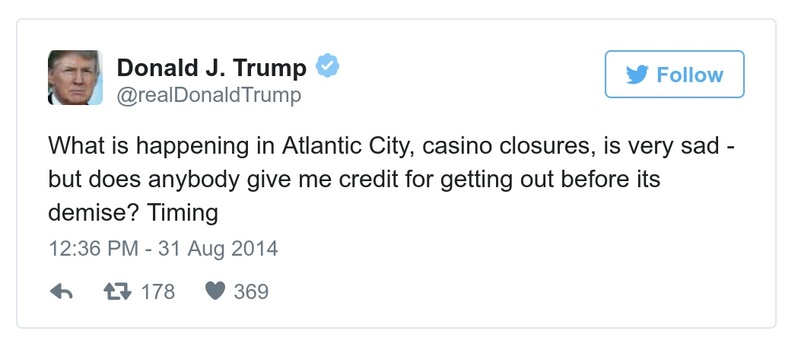 Donald J. Trump
@realDonaldTrump
Follow
What is happening in Atlantic City, casino closures, is very sad -
but does anybody give me credit for getting out before its
demise? Timing
12:36 PM - 31 Aug 2014
178 369